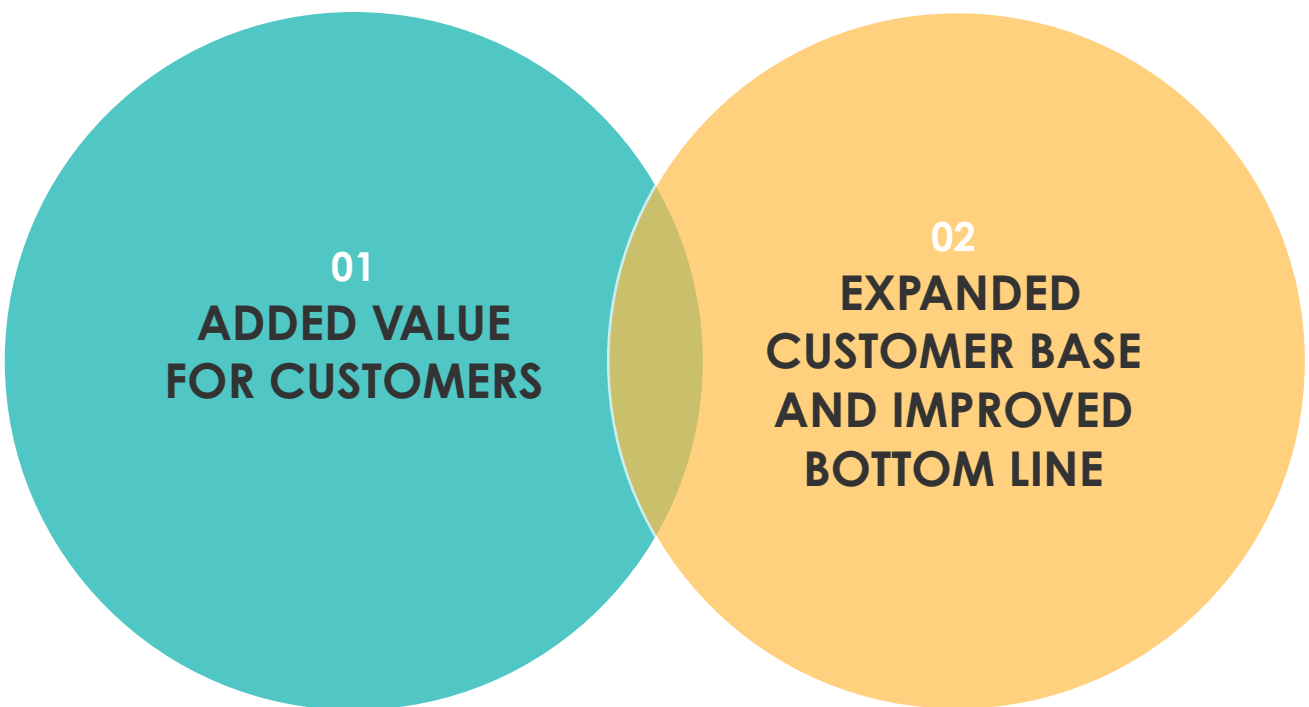 01
ADDED VALUE
FOR CUSTOMERS
02
EXPANDED
CUSTOMER BASE
AND IMPROVED
BOTTOM LINE